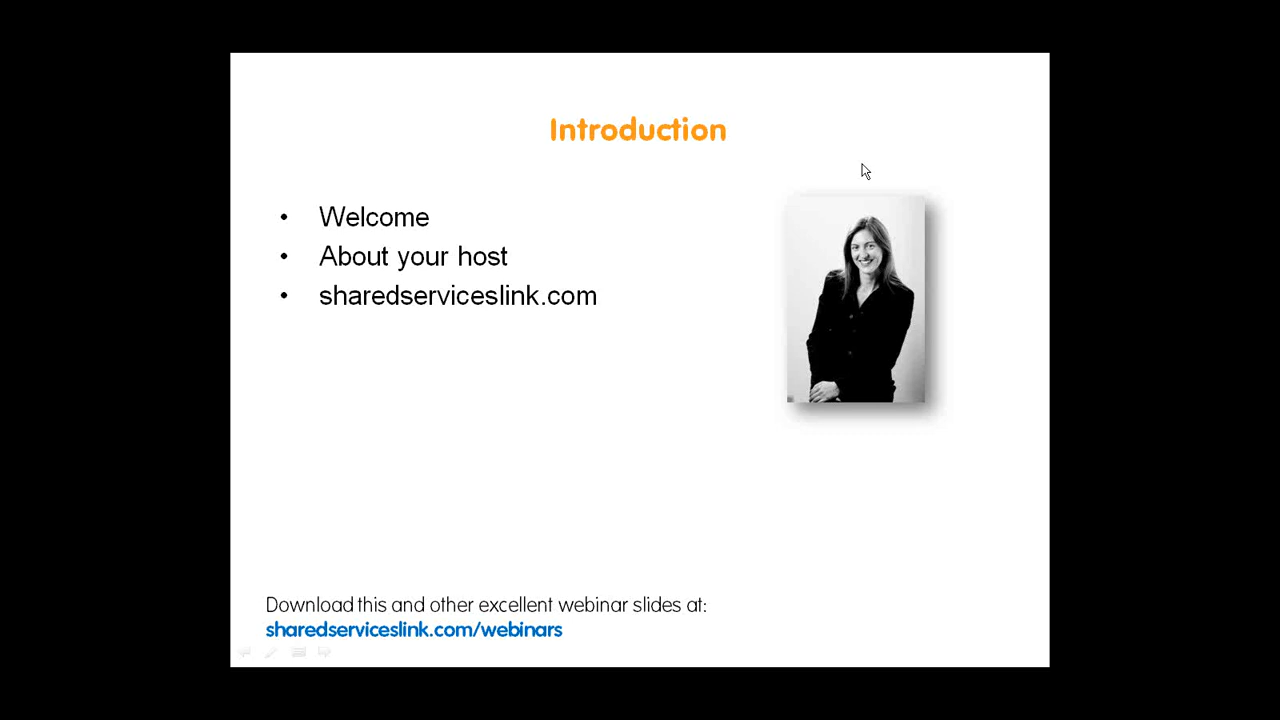 Introduction
• Welcome
• About your host
• sharedserviceslink.com
Download this and other excellent webinar slides at:
sharedserviceslink.com/webinars